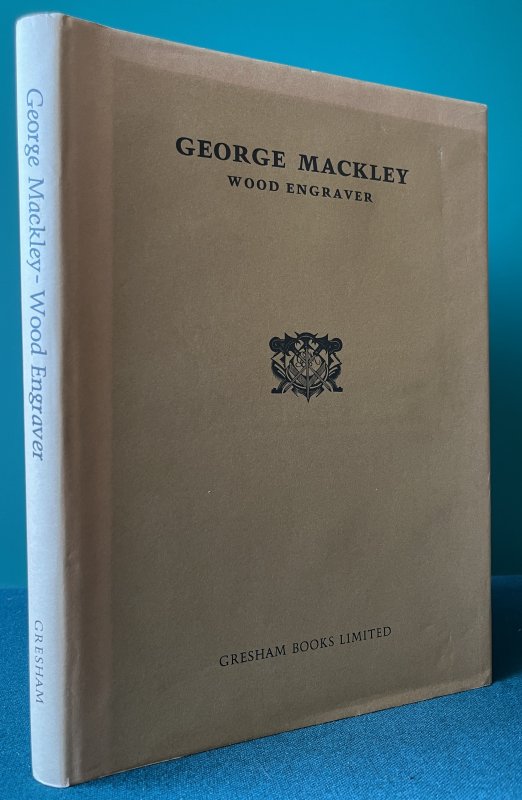 George Mackley - Wood Engraver
GRESHAM
GEORGE MACKLEY
WOOD ENGRAVER
GRESHAM BOOKS LIMITED